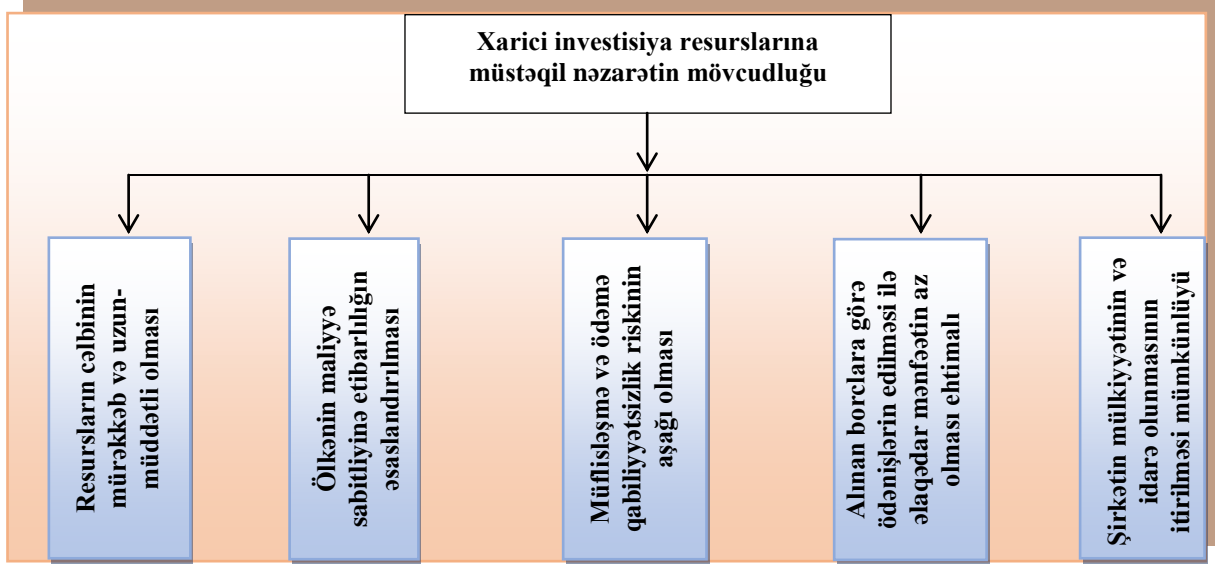 Xarici investisiya resurslarına
müstəqil nəzarətin mövcudluğu
Resursların cəlbinin
mürəkkəb və uzun-
müddətli olması
Ölkənin maliyyə
sabitliyinə etibarlılığın
əsaslandırılması
Müflisləşmə və ödəmə
qabiliyyətsizlik riskinin
aşağı olması
Alınan borclara görə
ödənişlərin edilməsi ilə
əlaqədar mənfəətin az
olması ehtimalı
Şirkətin mülkiyyətinin və
idarə olunmasının
itirilməsi mümkünlüyü